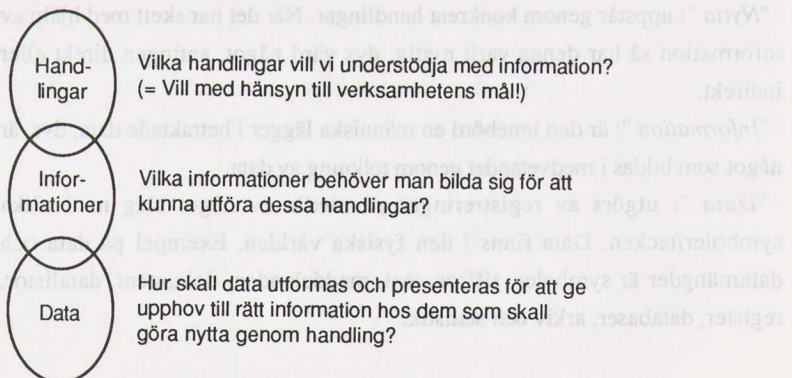 Hand-
lingar
Vilka handlingar vill vi understödja med information?
(= Vill med hänsyn till verksamhetens mål!)
Infor-
mationer
Vilka informationer behöver man bilda sig för att
kunna utföra dessa handlingar?
Data
Hur skall data utformas och presenteras för att ge
upphov till rätt information hos dem som skall
göra nytta genom handling?